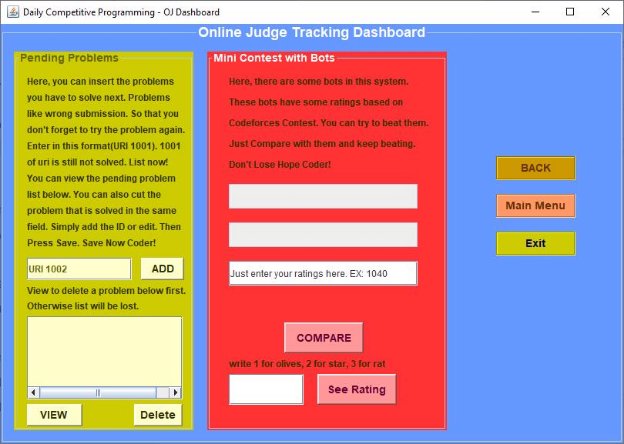 Daily Competitive Programming - OJ Dashboard
Online Judge Tracking Dashboard
Pending Problems
Here, you can insert the problems
you have to solve next. Problems
like wrong submission. So that you
don't forget to try the problem again.
Enter in this format(URI 1001). 1001
of uri is still not solved. List now!
You can view the pending problem
list below. You can also cut the
problem that is solved in the same
field. Simply add the ID or edit. Then
Press Save. Save Now Coder!
URI 1002
ADD
View to delete a problem below first.
Otherwise list will be lost.
VIEW
Delete
Mini Contest with Bots
Here, there are some bots in this system.
These bots have some ratings based on
Codeforces Contest. You can try to beat them.
Just Compare with them and keep beating.
Don't Lose Hope Coder!
Just enter your ratings here. EX: 1040
COMPARE
write 1 for olives, 2 for star, 3 for rat
See Rating
BACK
Main Menu
Exit